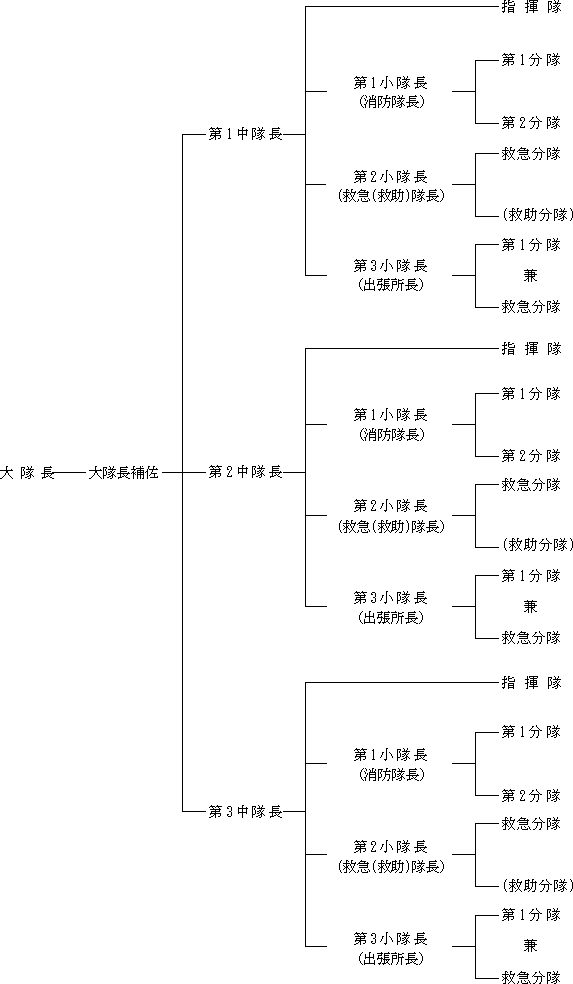 大隊長
大隊長補佐
第1中隊長
指揮隊
第1小隊長
(消防隊長)
第1分隊
第2分隊
第2小隊長
(救急(救助)隊長)
救急分隊
(救助分隊)
第3小隊長
(出張所長)
第1分隊
兼
救急分隊
第2中隊長
指揮隊
第1小隊長
(消防隊長)
第1分隊
第2分隊
第2小隊長
(救急(救助)隊長)
救急分隊
(救助分隊)
第3小隊長
(出張所長)
第1分隊
兼
救急分隊
第3中隊長
指揮隊
第1小隊長
(消防隊長)
第1分隊
第2分隊
第2小隊長
(救急(救助)隊長)
救急分隊
(救助分隊)
第3小隊長
(出張所長)
第1分隊
兼
救急分隊